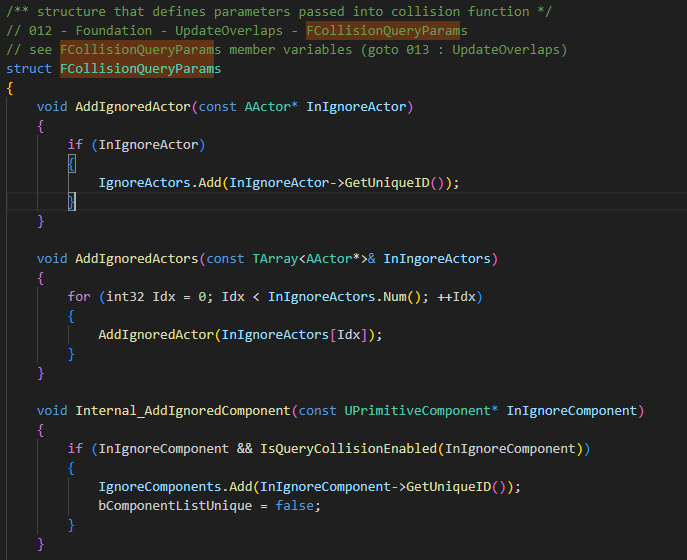 /** structure that defines parameters passed into collision function */
// 012 - Foundation - UpdateOverlaps - FCollisionQueryParams
// see FCollisionQueryParams member variables (goto 013 : UpdateOverlaps)
struct FCollisionQueryParams
{
    void AddIgnoredActor(const AActor* InIgnoreActor)
    {
        if (InIgnoreActor)
        {
            IgnoreActors.Add(InIgnoreActor->GetUniqueID());
        }
    }
    void AddIgnoredActors(const TArray<AActor*>& InIngoreActors)
    {
        for (int32 Idx = 0; Idx < InIgnoreActors.Num(); ++Idx)
        {
            AddIgnoredActor(InIgnoreActors[Idx]);
        }
    }
    void Internal_AddIgnoredComponent(const UPrimitiveComponent* InIgnoreComponent)
    {
        if (InIgnoreComponent && IsQueryCollisionEnabled(InIgnoreComponent))
        {
            IgnoreComponents.Add(InIgnoreComponent->GetUniqueID());
            bComponentListUnique = false;
        }
    }